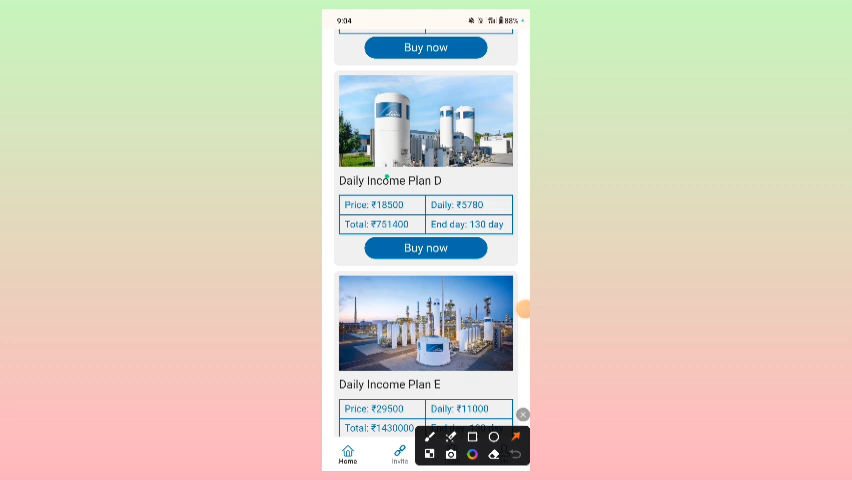 9:04
88%
Buy now
Daily Income Plan D
Price: ₹18500 Daily: ₹5780
Total: ₹751400 End day: 130 day
Buy now
Daily Income Plan E
Price: ₹29500 Daily: ₹11000
Total: ₹1430000
Home Invite